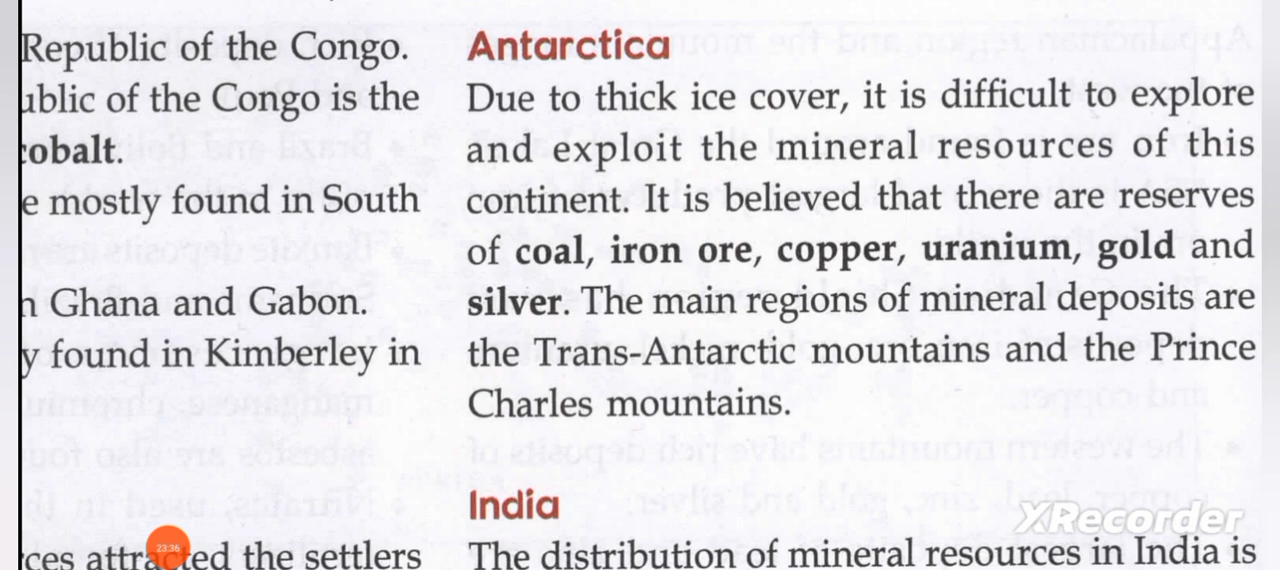 Republic of the Congo.
ublic of the Congo is the
cobalt.
e mostly found in South
n Ghana and Gabon.
y found in Kimberley in
ces attracted the settlers
Antarctica
Due to thick ice cover, it is difficult to explore
and exploit the mineral resources of this
continent. It is believed that there are reserves
of coal, iron ore, copper, uranium, gold and
silver. The main regions of mineral deposits are
the Trans-Antarctic mountains and the Prince
Charles mountains.
India
The distribution of mineral resources in India is
XRecorder
23:36